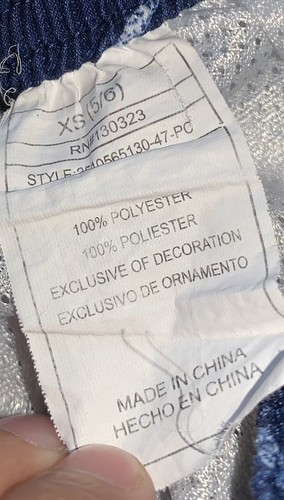 XS (5/6)
RN# 130323
100% POLYESTER
100% POLIESTER
EXCLUSIVE OF DECORATION
EXCLUSIVO DE ORNAMENTO
MADE IN CHINA
HECHO EN CHINA